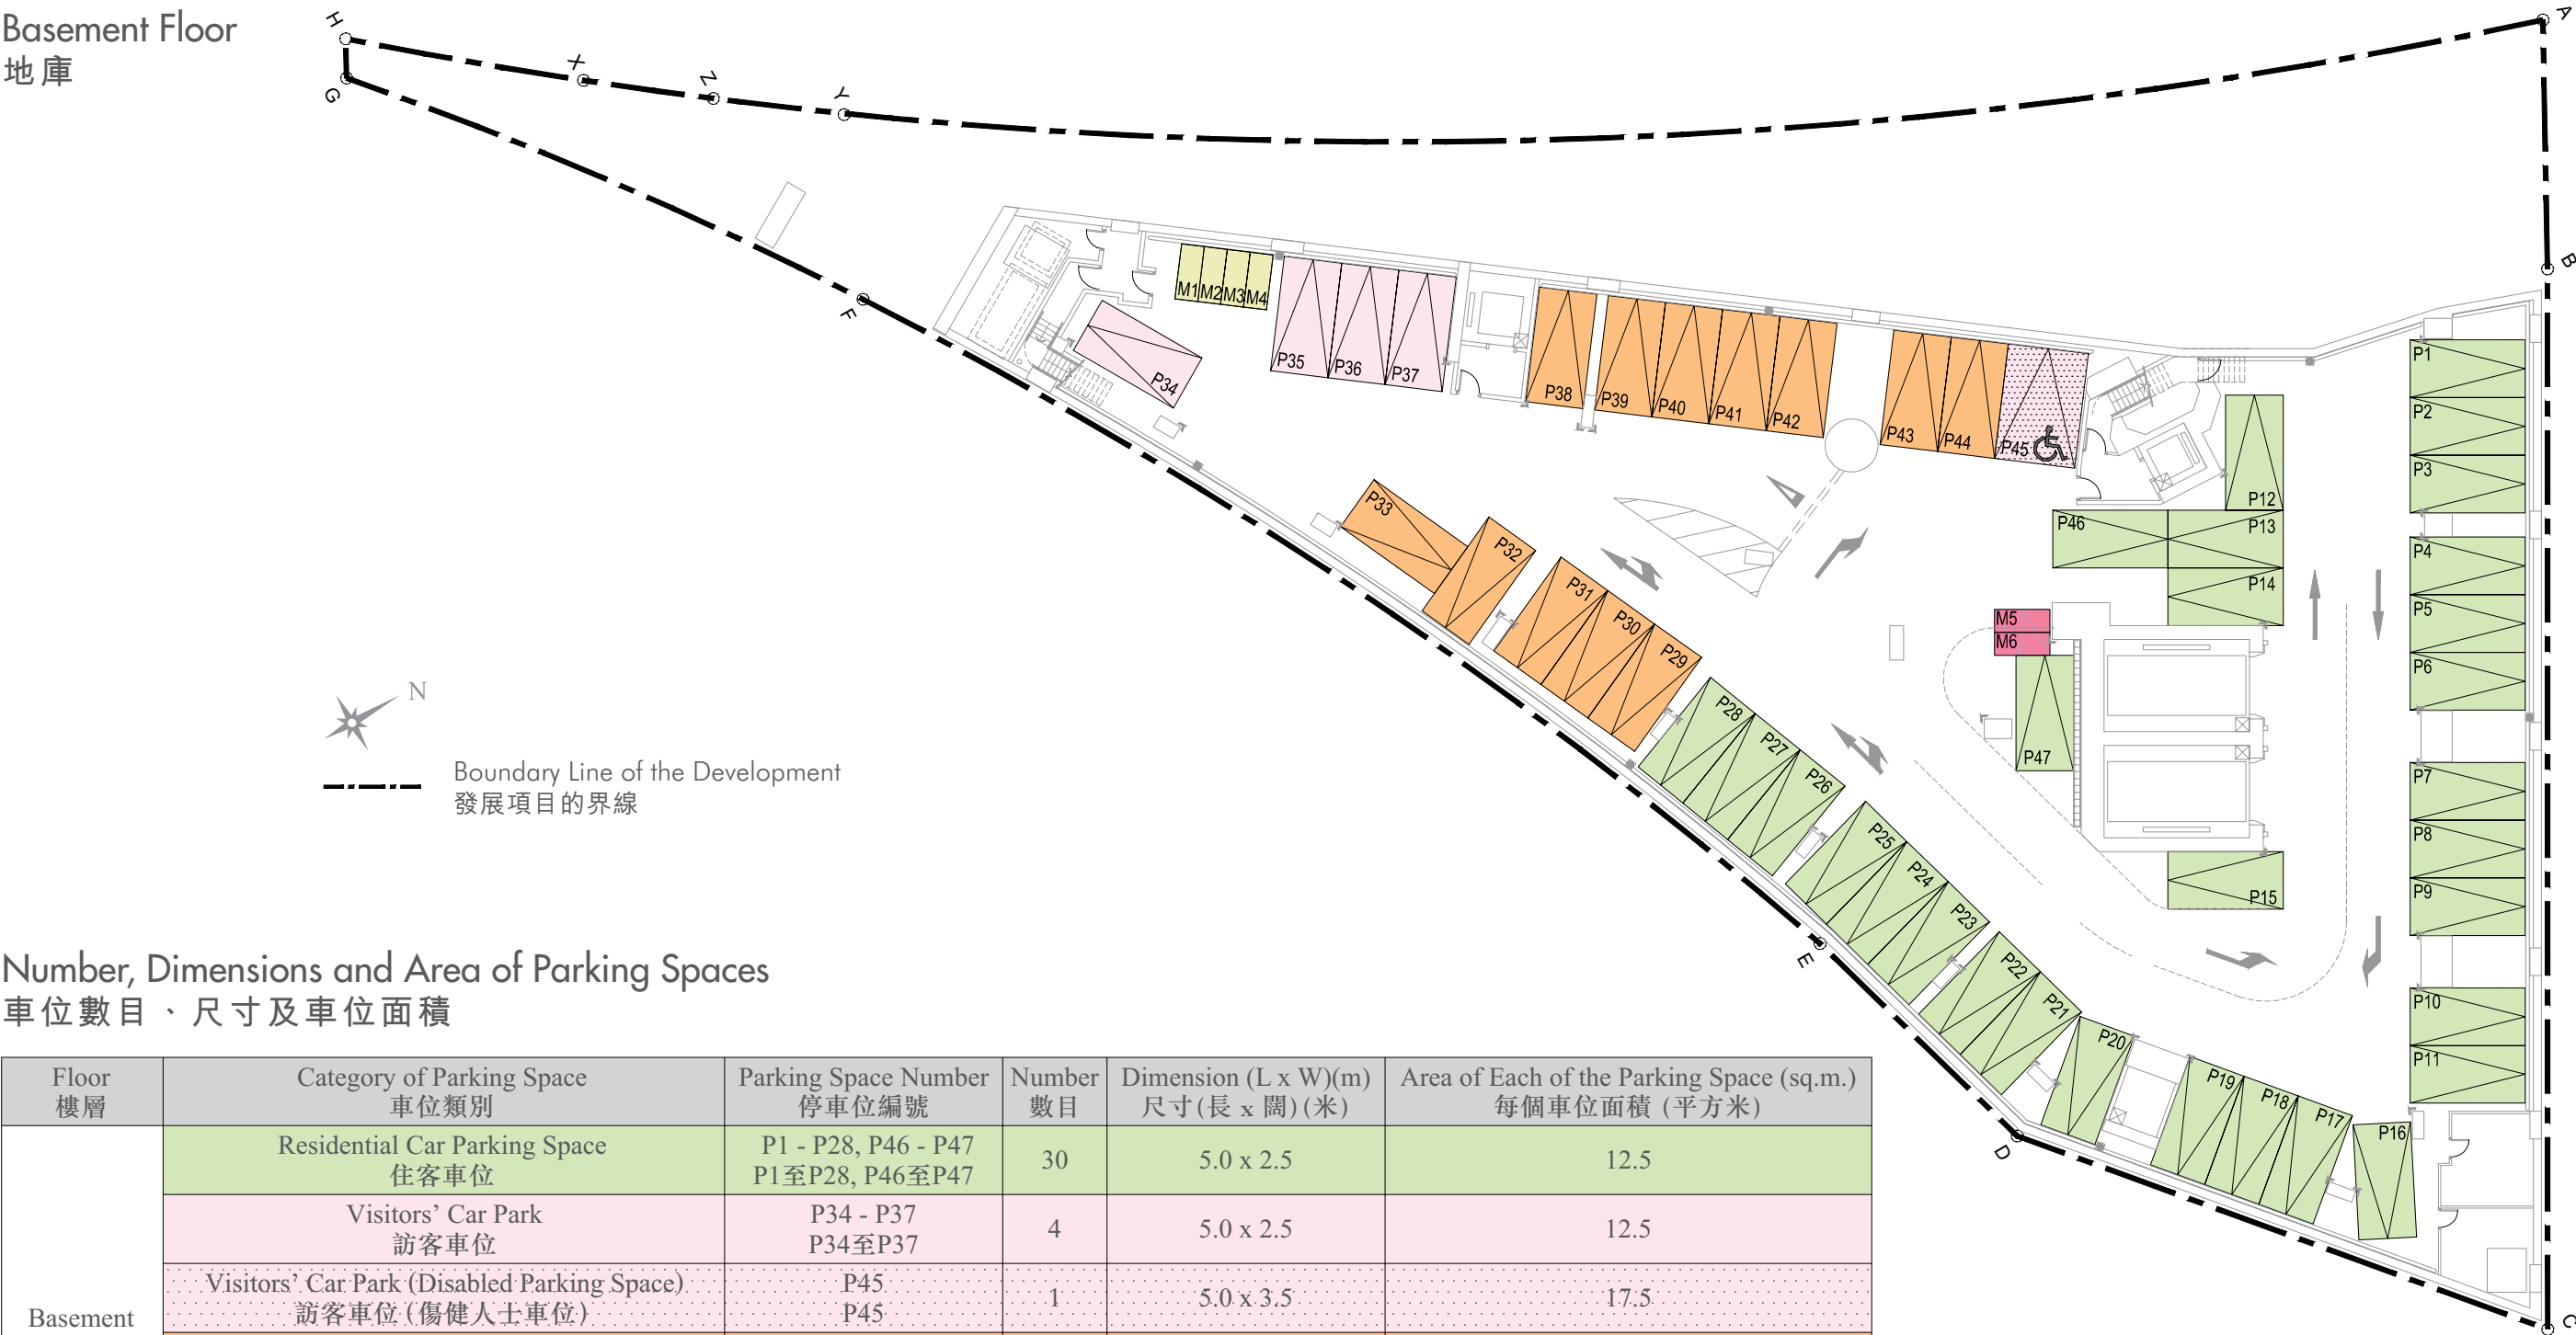 Basement Floor
地庫
H
G
X
Z
Y
A
B
F
E
D
C
M1 M2 M3 M4
P35 P36 P37
P34
P38 P39 P40 P41 P42
P43 P44 P45
P1
P2
P3
P4
P5
P6
P7
P8
P9
P10
P11
P12
P46 P13
P14
M5
M6
P47
P15
P33
P32
P31
P30
P29
P28
P27
P26
P25
P24
P23
P22
P21
P20
P19
P18
P17
P16
N
Boundary Line of the Development
發展項目的界線
Number, Dimensions and Area of Parking Spaces
車位數目、尺寸及車位面積
Floor Category of Parking Space Parking Space Number Number Dimension (L x W)(m) Area of Each of the Parking Space (sq.m.)
樓層 車位類別 停車位編號 數目 尺寸(長 x 闊)(米) 每個車位面積 (平方米)
Residential Car Parking Space P1 - P28, P46 - P47 30 5.0 x 2.5 12.5
住客車位 P1至P28, P46至P47
Visitors' Car Park P34 - P37 4 5.0 x 2.5 12.5
訪客車位 P34至P37
Visitors' Car Park (Disabled Parking Space) P45 1 5.0 x 3.5 17.5
訪客車位 (傷健人士車位) P45
Basement